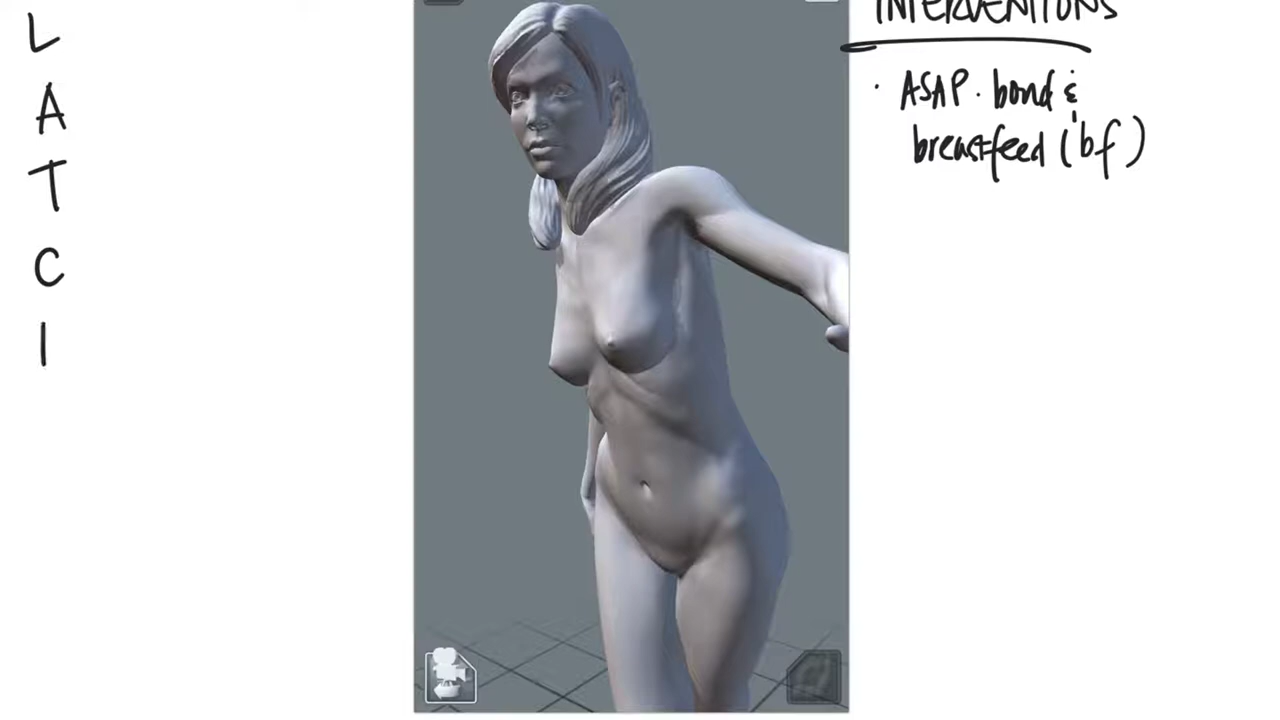 L
A
T
C
I
INTERVENTIONS
· ASAP · bond &
breastfeed (bf)